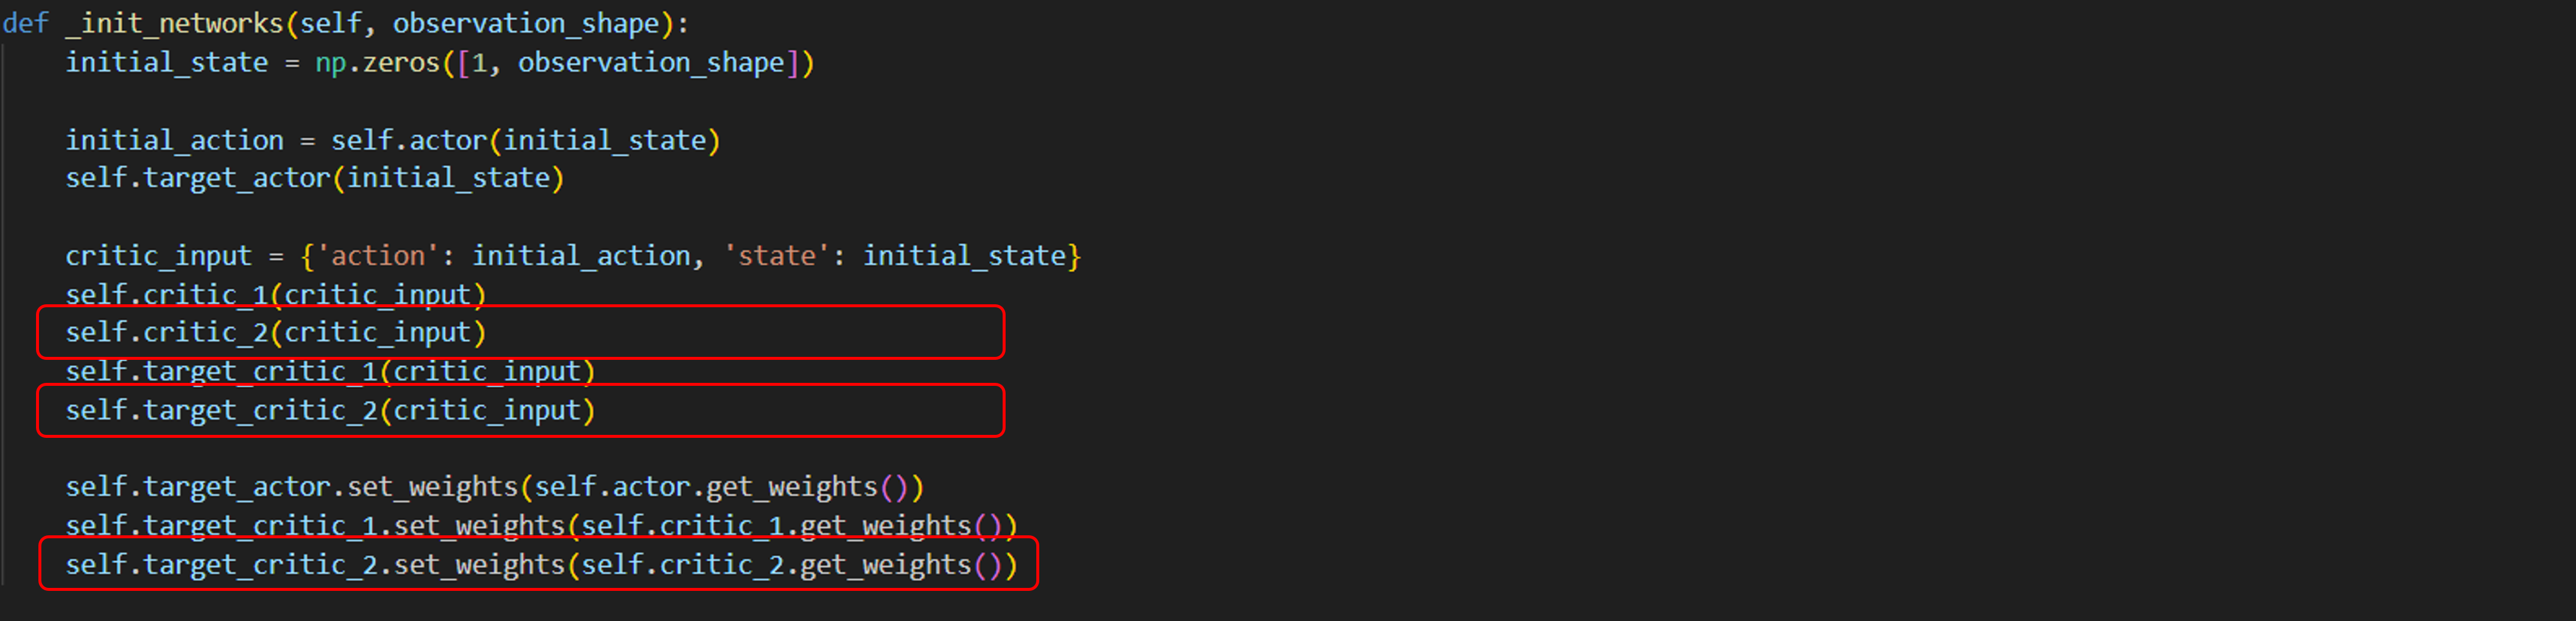 def _init_networks(self, observation_shape):
initial_state = np.zeros([1, observation_shape])
initial_action = self.actor(initial_state)
self.target_actor(initial_state)
critic_input = {'action': initial_action, 'state': initial_state}
self.critic_1(critic_input)
self.critic_2(critic_input)
self.target_critic_1(critic_input)
self.target_critic_2(critic_input)
self.target_actor.set_weights(self.actor.get_weights())
self.target_critic_1.set_weights(self.critic_1.get_weights())
self.target_critic_2.set_weights(self.critic_2.get_weights())